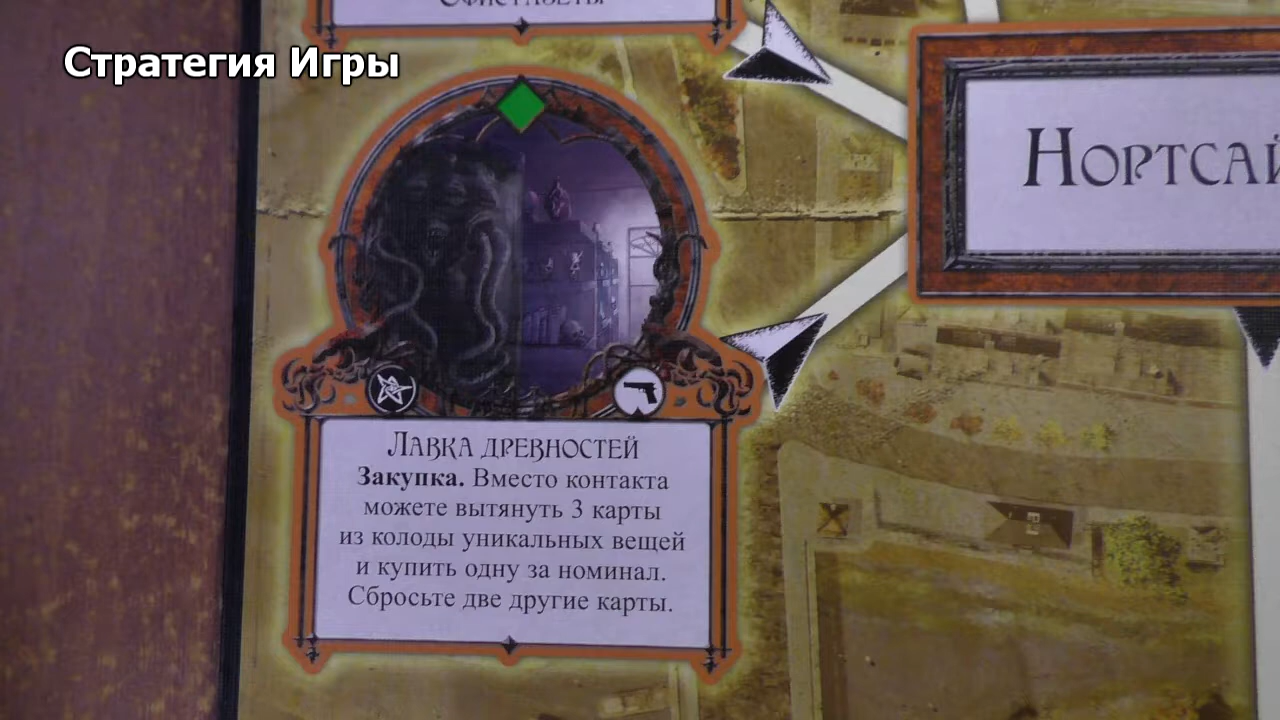 Стратегия Игры
Лавка древностей
Закупка. Вместо контакта
можете вытянуть 3 карты
из колоды уникальных вещей
и купить одну за номинал.
Сбросьте две другие карты.